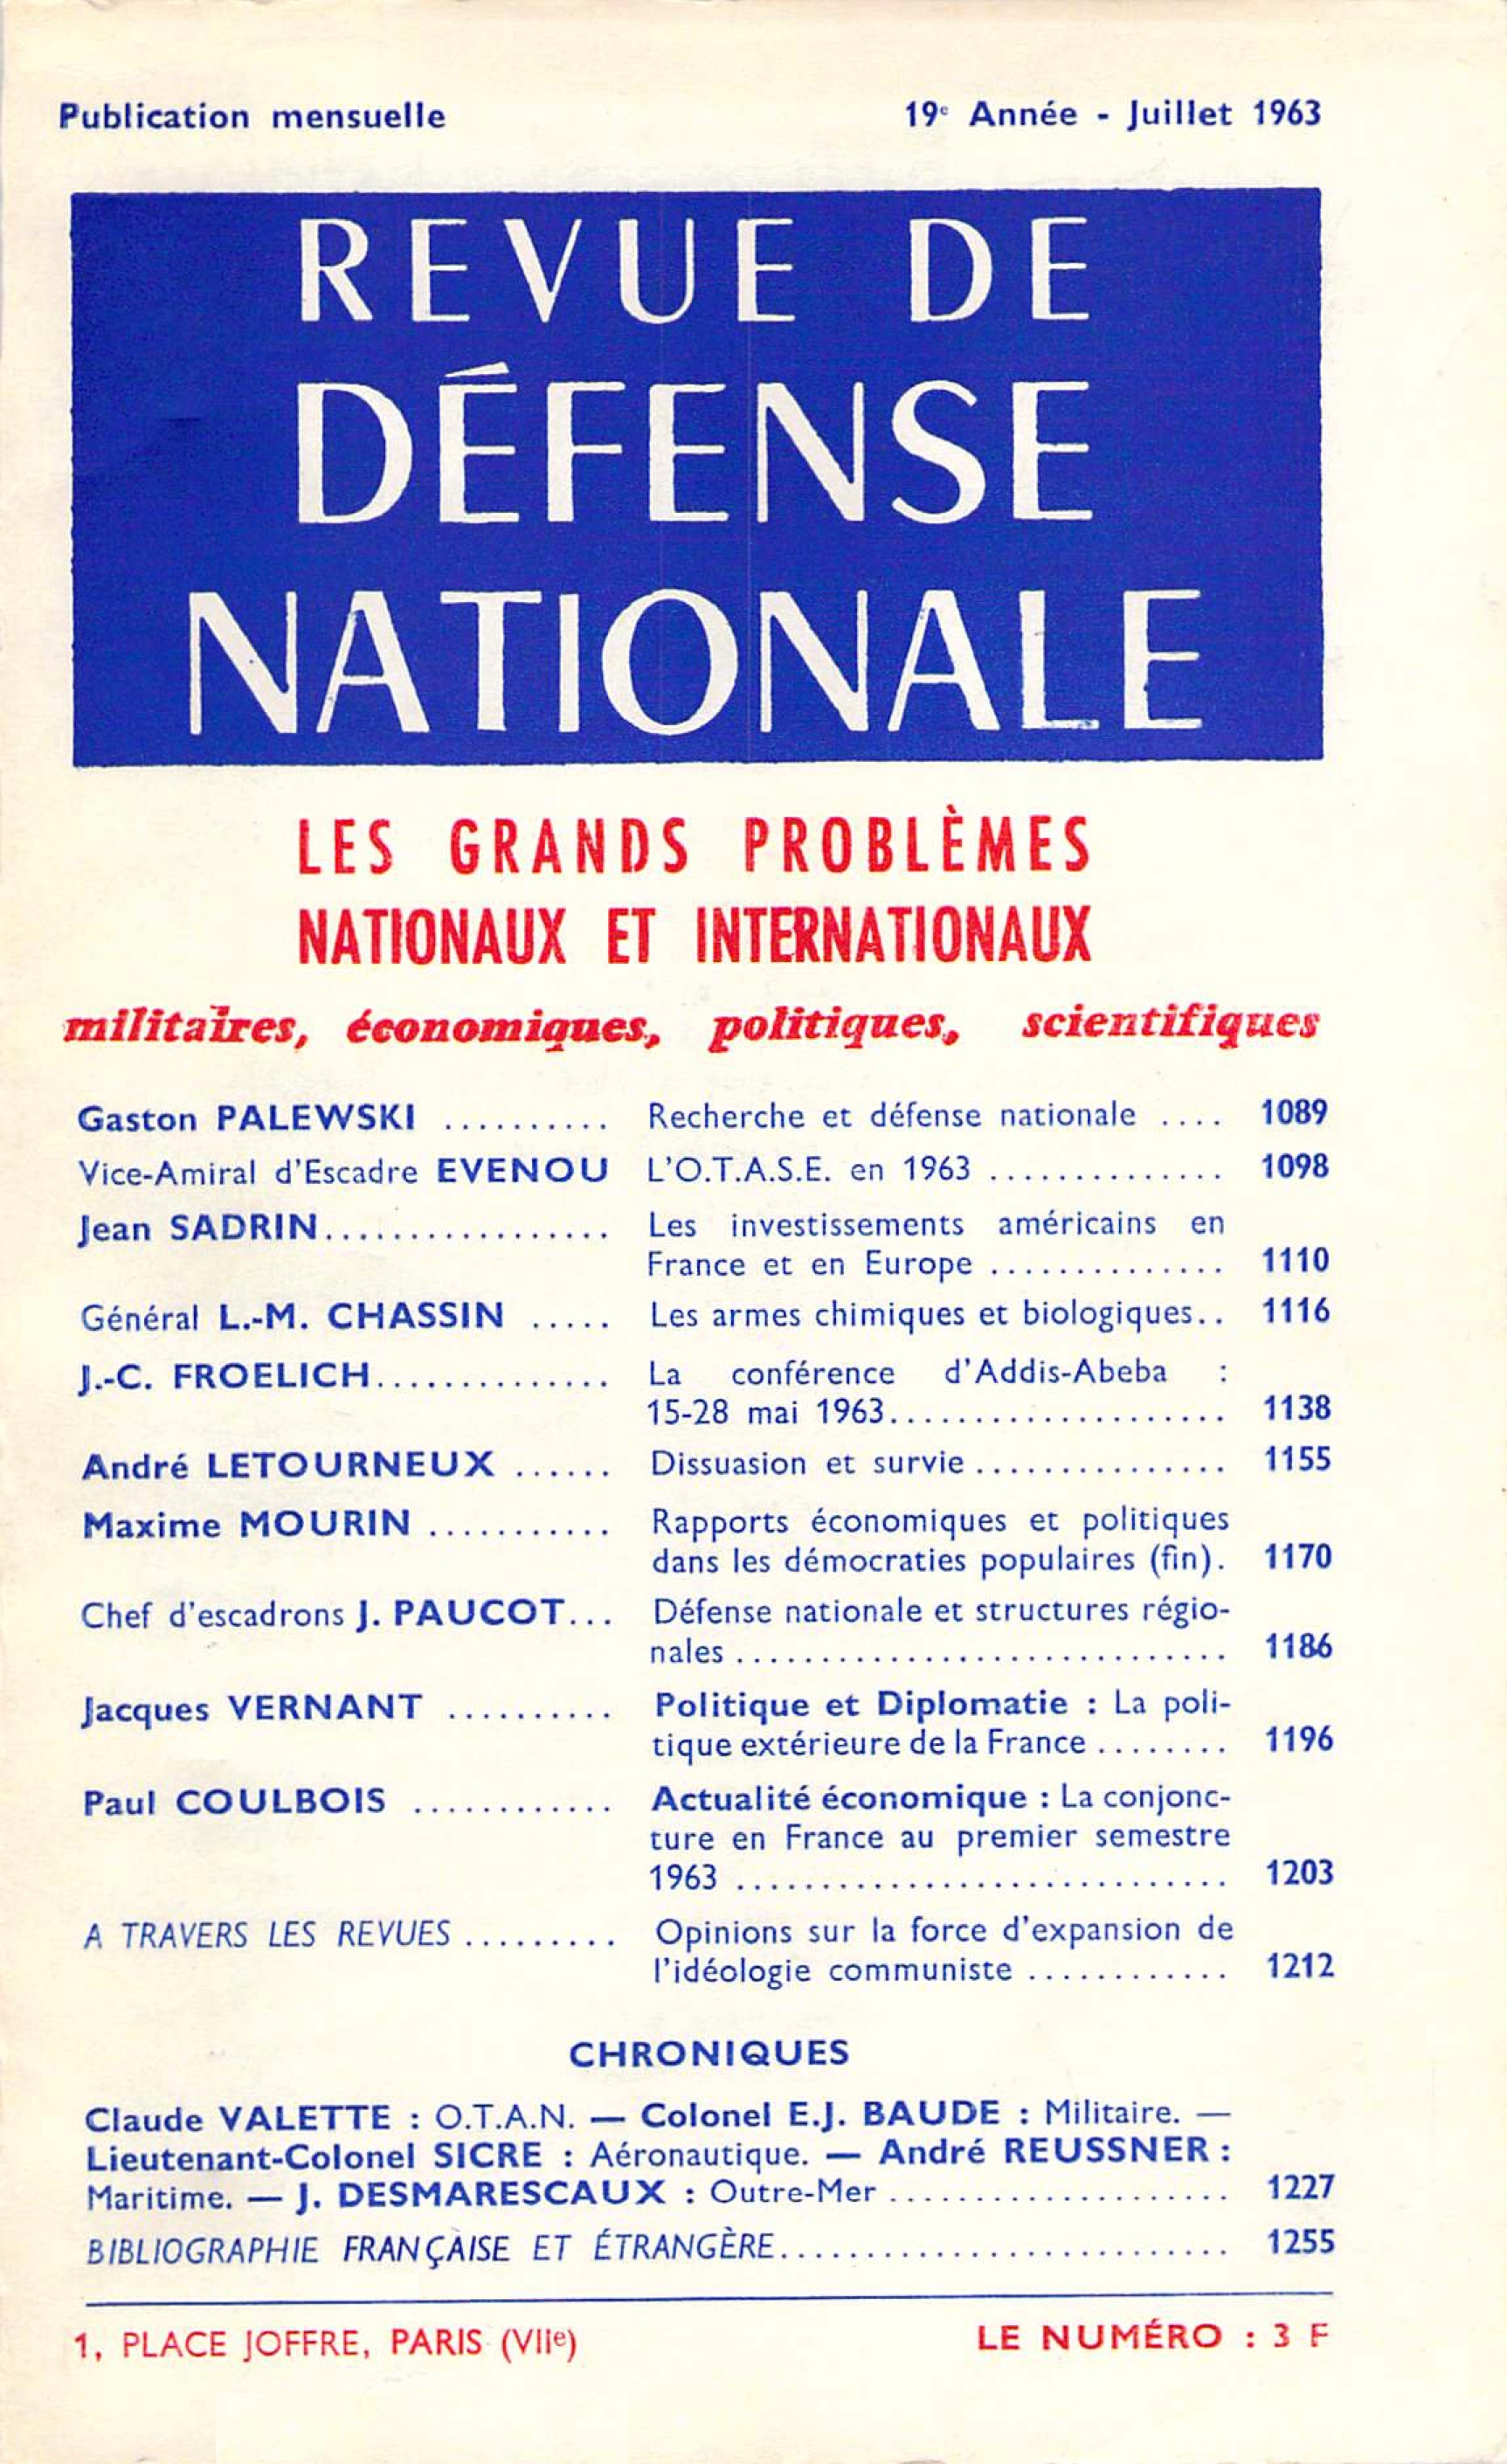 Publication mensuelle 19e Année - Juillet 1963
REVUE DE
DÉFENSE
NATIONALE
LES GRANDS PROBLÈMES
NATIONAUX ET INTERNATIONAUX
militaires, économiques, politiques, scientifiques
Gaston PALEWSKI .......... Recherche et défense nationale .... 1089
Vice-Amiral d'Escadre EVENOU L'O.T.A.S.E. en 1963 .............. 1098
Jean SADRIN................. Les investissements américains en
France et en Europe .............. 1110
Général L.-M. CHASSIN ..... Les armes chimiques et biologiques.. 1116
J.-C. FROELICH.............. La conférence d'Addis-Abeba :
15-28 mai 1963.................... 1138
André LETOURNEUX ...... Dissuasion et survie ............... 1155
Maxime MOURIN ........... Rapports économiques et politiques
dans les démocraties populaires (fin). 1170
Chef d'escadrons J. PAUCOT... Défense nationale et structures régio-
nales ............................. 1186
Jacques VERNANT .......... Politique et Diplomatie : La poli-
tique extérieure de la France ........ 1196
Paul COULBOIS ............ Actualité économique : La conjonc-
ture en France au premier semestre
1963 ............................. 1203
A TRAVERS LES REVUES ......... Opinions sur la force d'expansion de
l'idéologie communiste ............ 1212
CHRONIQUES
Claude VALETTE : O.T.A.N. — Colonel E.J. BAUDE : Militaire. —
Lieutenant-Colonel SICRE : Aéronautique. — André REUSSNER :
Maritime. — J. DESMARESCAUX : Outre-Mer .................... 1227
BIBLIOGRAPHIE FRANÇAISE ET ÉTRANGÈRE........................... 1255
1, PLACE JOFFRE, PARIS (VIIe) LE NUMÉRO : 3 F